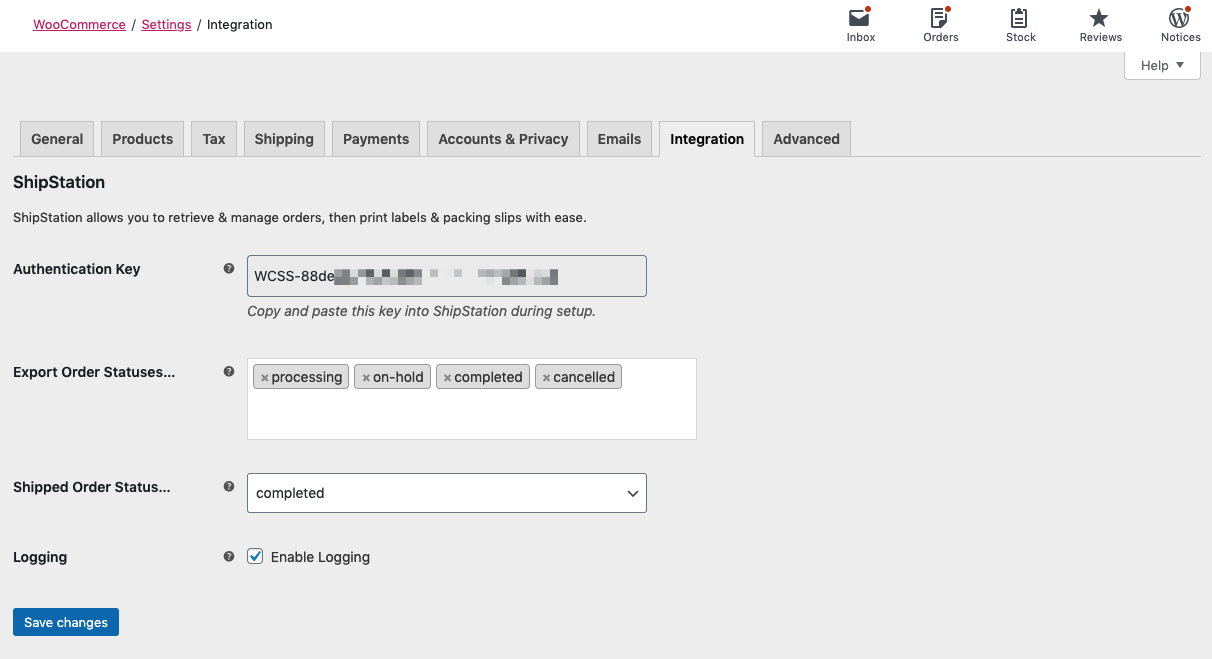 WooCommerce / Settings / Integration
Inbox
Orders
Stock
Reviews
Notices
Help
General
Products
Tax
Shipping
Payments
Accounts & Privacy
Emails
Integration
Advanced
ShipStation
ShipStation allows you to retrieve & manage orders, then print labels & packing slips with ease.
Authentication Key
WCSS-88de
Copy and paste this key into ShipStation during setup.
Export Order Statuses...
× processing
× on-hold
× completed
× cancelled
Shipped Order Status...
completed
Logging
Enable Logging
Save changes